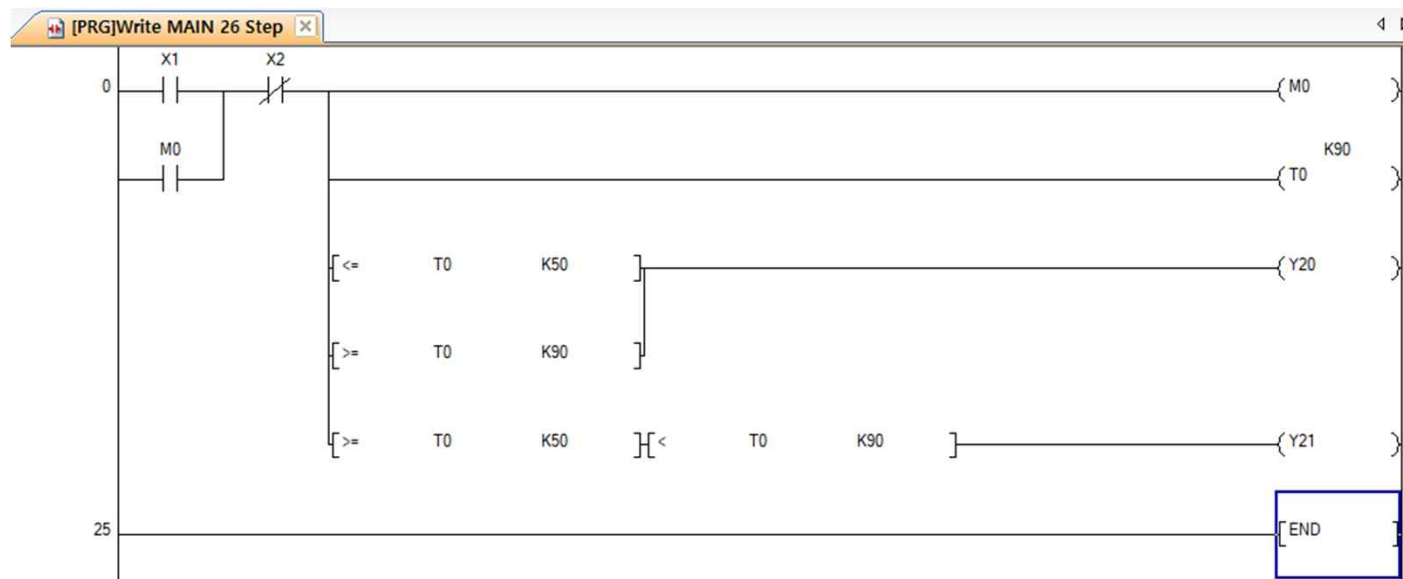 [PRG]Write MAIN 26 Step
X1 X2
0 M0
M0 K90
T0
<= T0 K50 Y20
>= T0 K90
>= T0 K50 < T0 K90 Y21
25 END